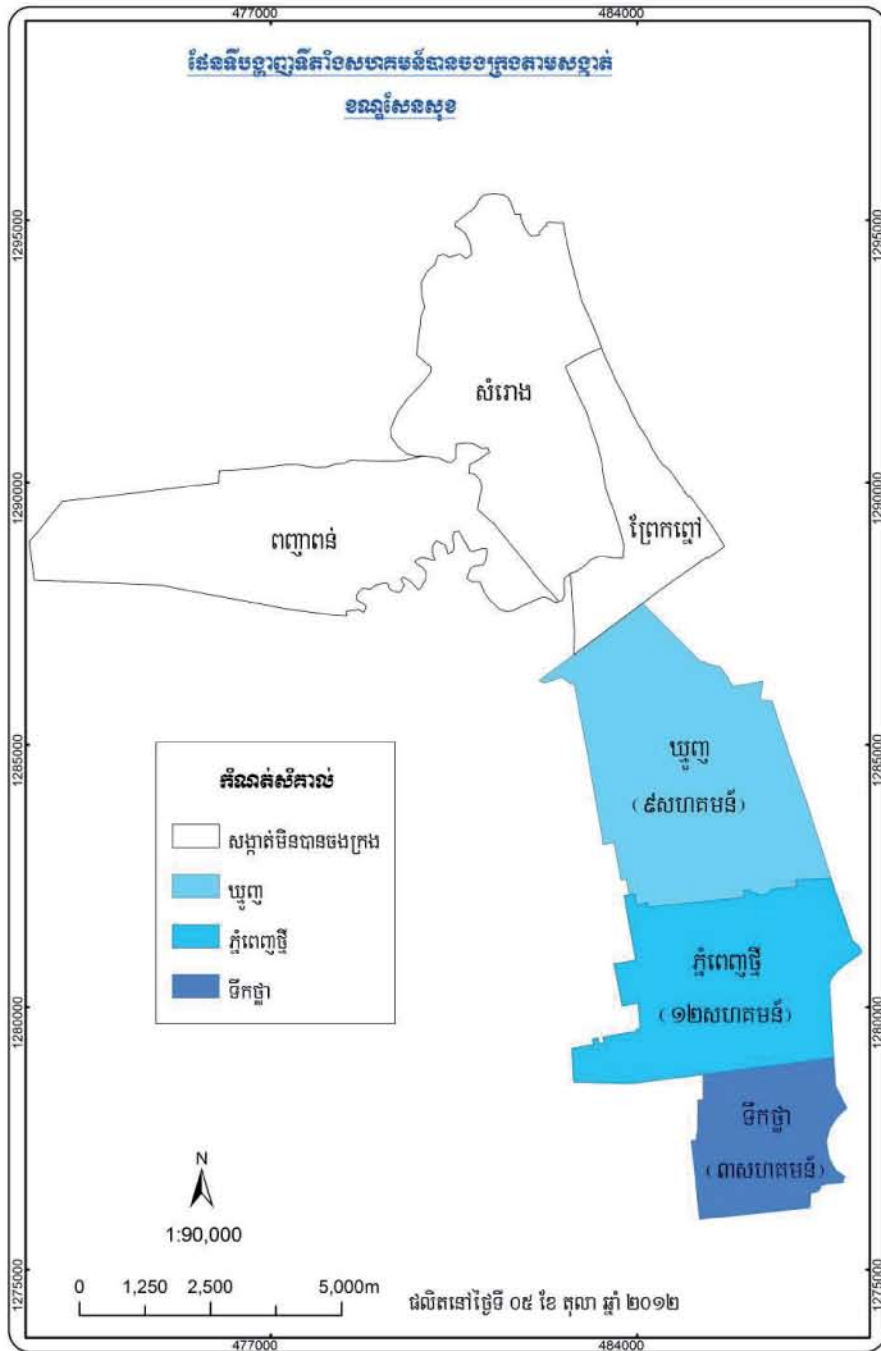 477000 484000
ផែនទីបង្ហាញទីតាំងសហគមន៍បានចងក្រងតាមសង្កាត់
ខណ្ឌសែនសុខ
1295000 1295000
សំរោង
1290000 1290000
ព្រែកព្នៅ
ពញាពន់
1285000 1285000
ឃ្មួញ
(៩សហគមន៍)
កំណត់សំគាល់
សង្កាត់មិនបានចងក្រង
ឃ្មួញ
ភ្នំពេញថ្មី
ទឹកថ្លា
ភ្នំពេញថ្មី
(១២សហគមន៍)
1280000 1280000
ទឹកថ្លា
(៣សហគមន៍)
N
1:90,000
0 1,250 2,500 5,000m
ផលិតនៅថ្ងៃទី ០៥ ខែ តុលា ឆ្នាំ ២០១២
1275000 1275000
477000 484000